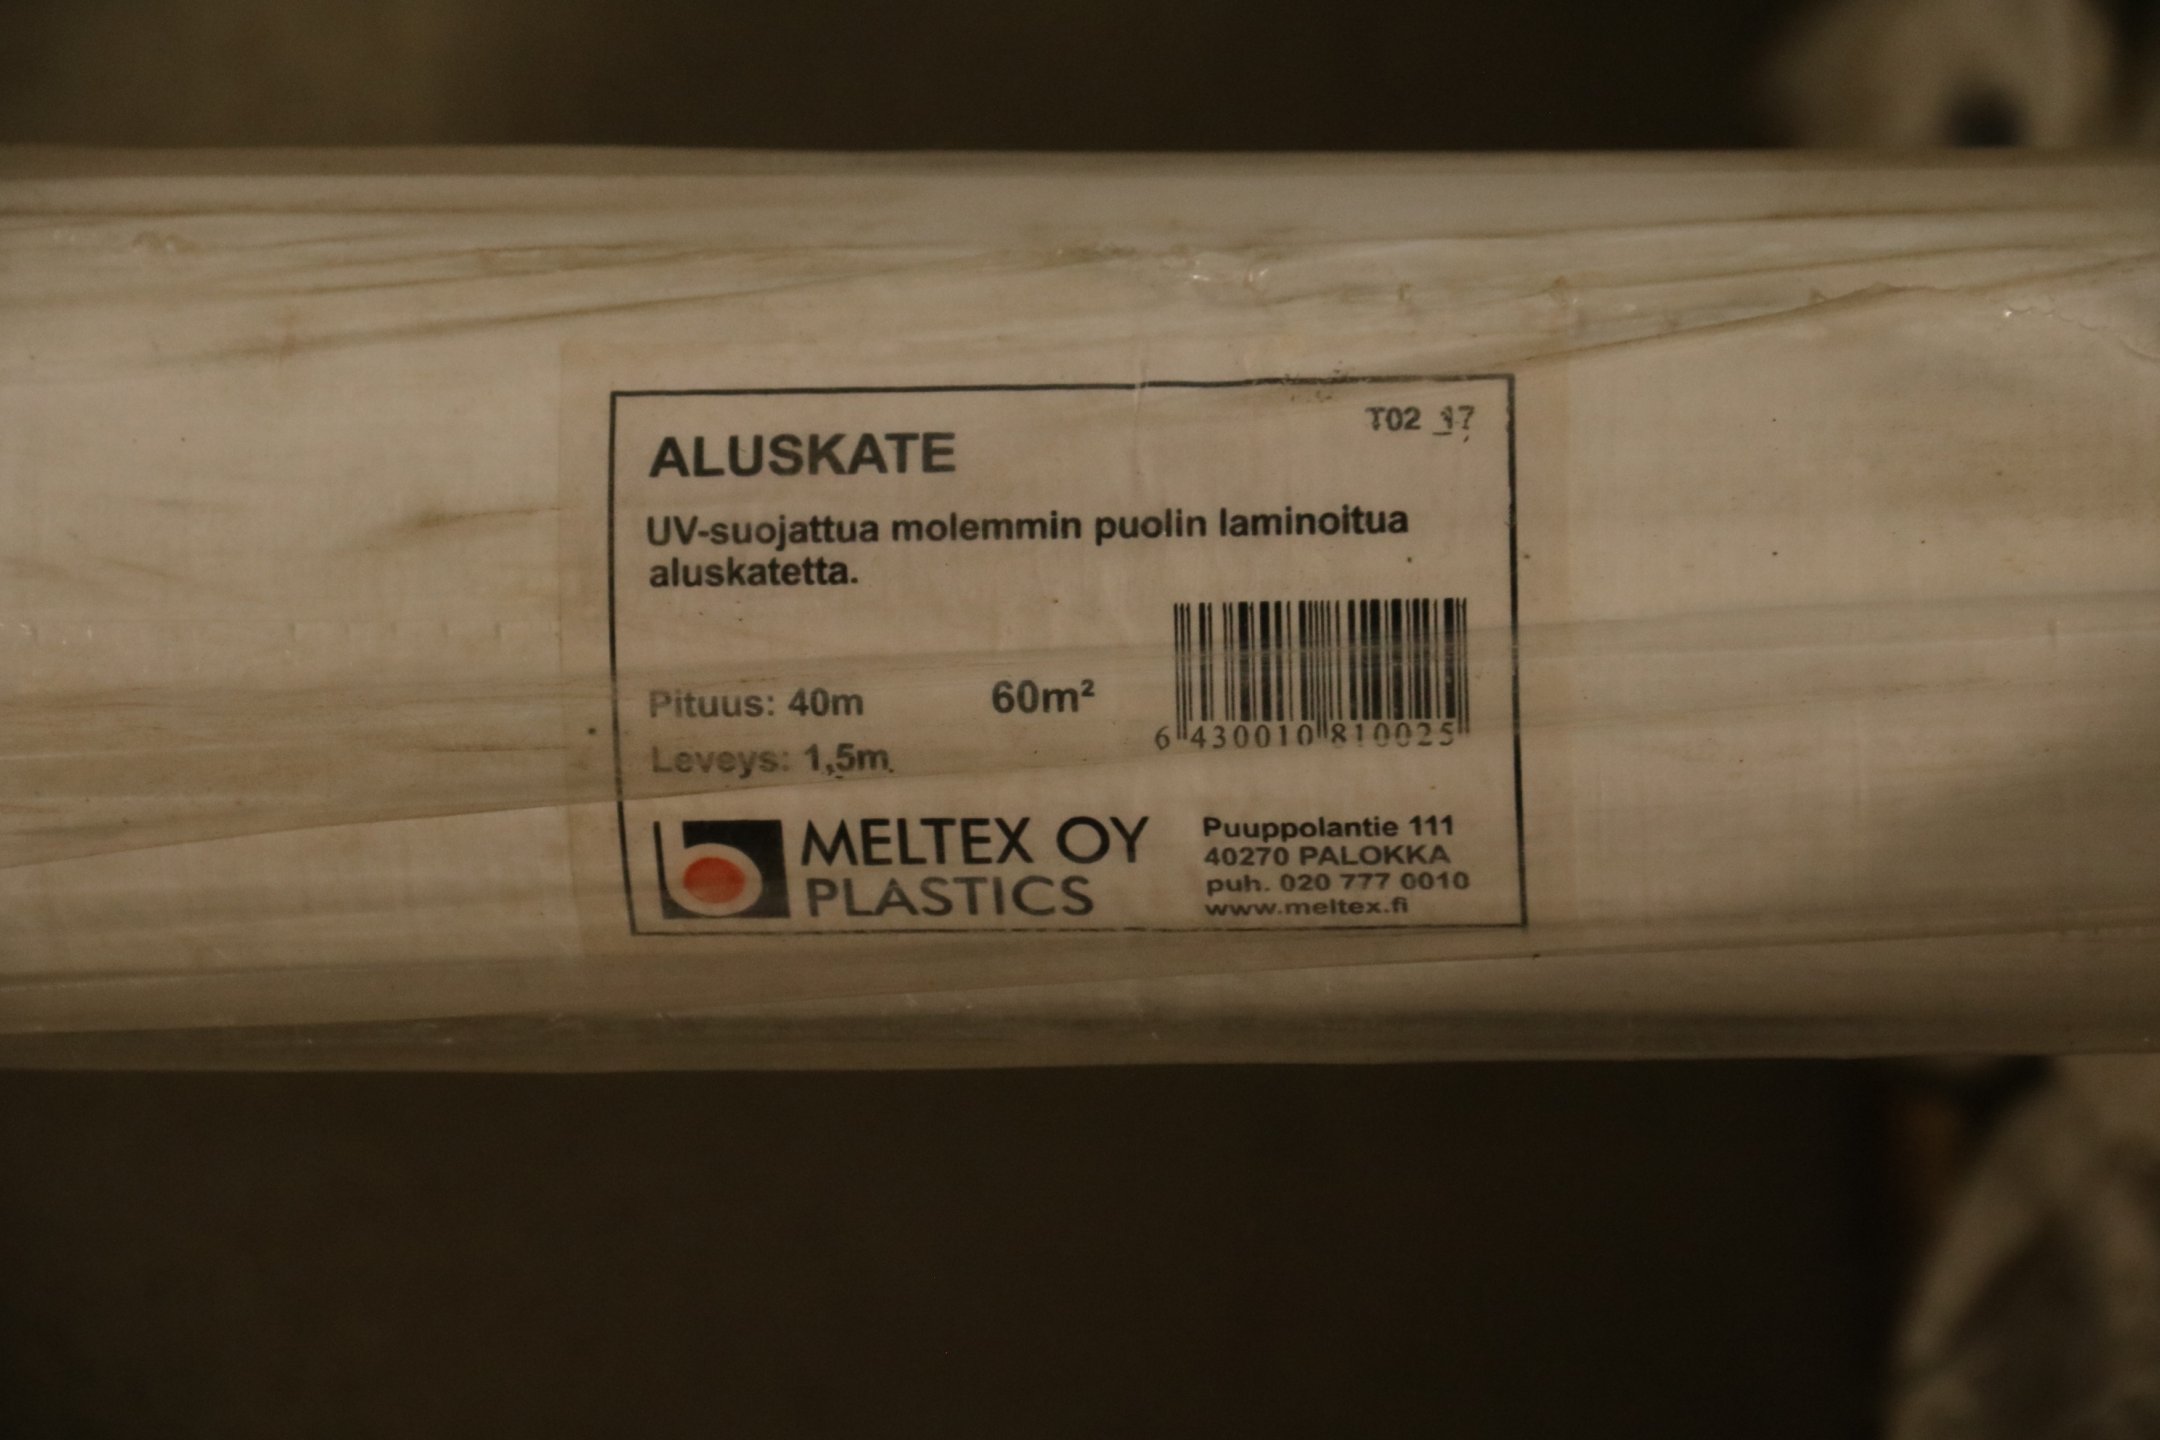 T02 17
ALUSKATE
UV-suojattua molemmin puolin laminoitua
aluskatetta.
Pituus: 40m 60m²
Leveys: 1,5m.
6 430010 810025
MELTEX OY
PLASTICS
Puuppolantie 111
40270 PALOKKA
puh. 020 777 0010
www.meltex.fi